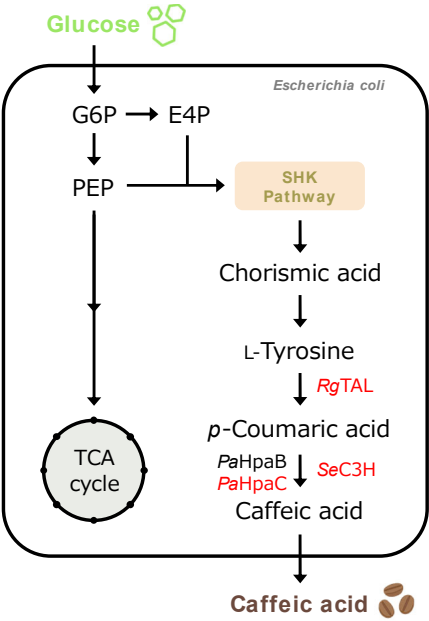 Glucose
Escherichia coli
G6P
E4P
PEP
SHK
Pathway
Chorismic acid
L-Tyrosine
RgTAL
p-Coumaric acid
TCA
cycle
PaHpaB
PaHpaC
SeC3H
Caffeic acid
Caffeic acid